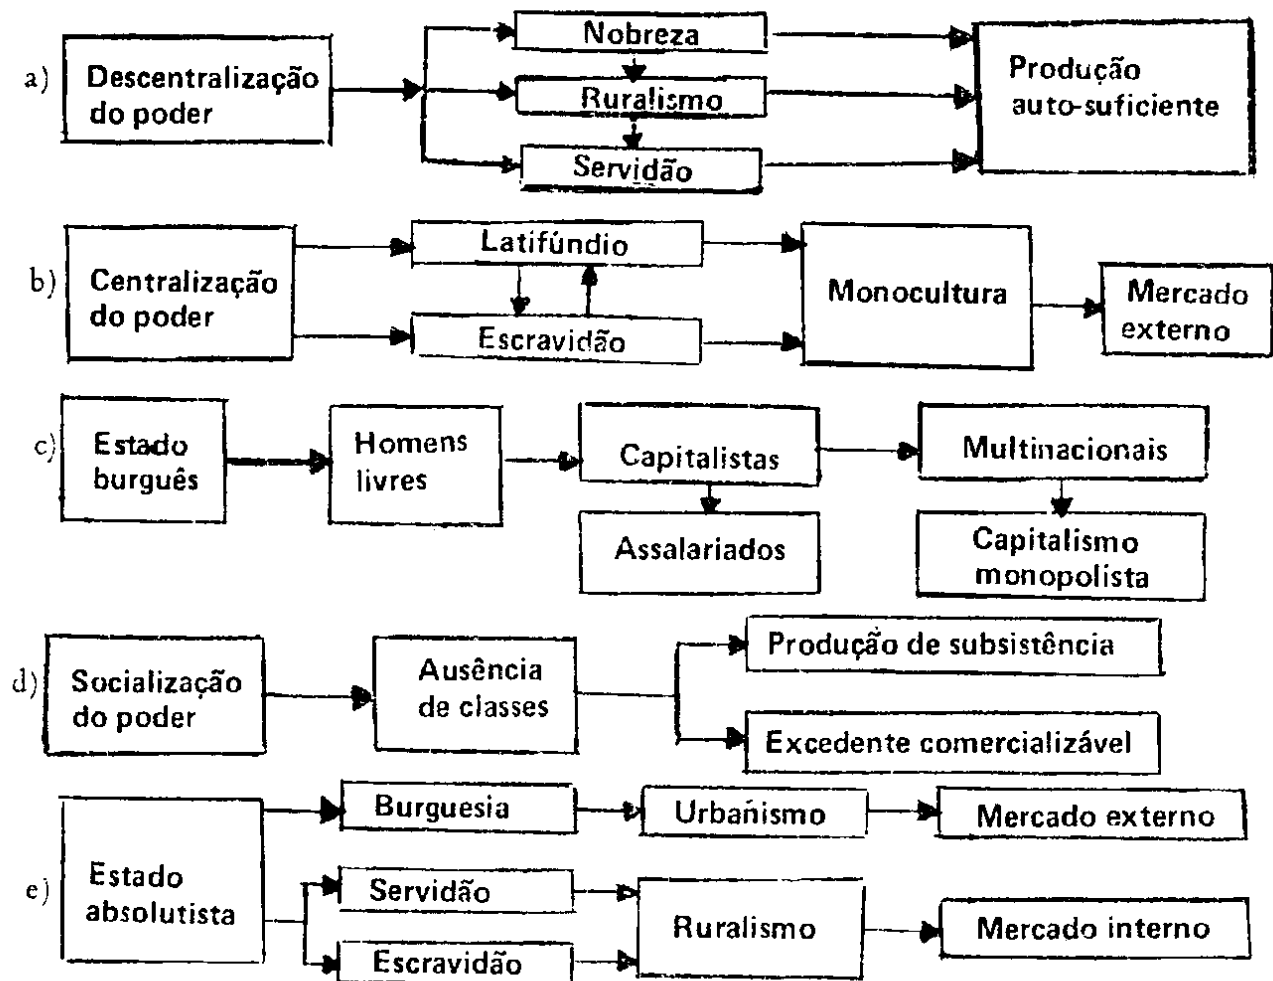 a)
Descentralização
do poder
Nobreza
Ruralismo
Servidão
Produção
auto-suficiente
b)
Centralização
do poder
Latifúndio
Escravidão
Monocultura
Mercado
externo
c)
Estado
burguês
Homens
livres
Capitalistas
Assalariados
Multinacionais
Capitalismo
monopolista
d)
Socialização
do poder
Ausência
de classes
Produção de subsistência
Excedente comercializável
e)
Estado
absolutista
Burguesia
Urbanismo
Mercado externo
Servidão
Escravidão
Ruralismo
Mercado interno